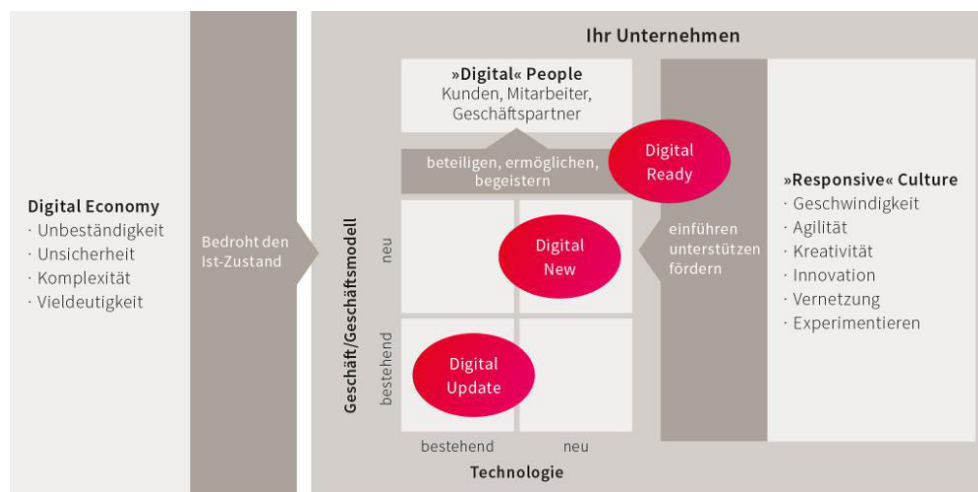 Ihr Unternehmen
Digital Economy
· Unbeständigkeit
· Unsicherheit
· Komplexität
· Vieldeutigkeit
Bedroht den
Ist-Zustand
»Digital« People
Kunden, Mitarbeiter,
Geschäftspartner
beteiligen, ermöglichen,
begeistern
Digital
Ready
Geschäft/Geschäftsmodell
neu
bestehend
Digital
New
Digital
Update
bestehend
neu
Technologie
einführen
unterstützen
fördern
»Responsive« Culture
· Geschwindigkeit
· Agilität
· Kreativität
· Innovation
· Vernetzung
· Experimentieren